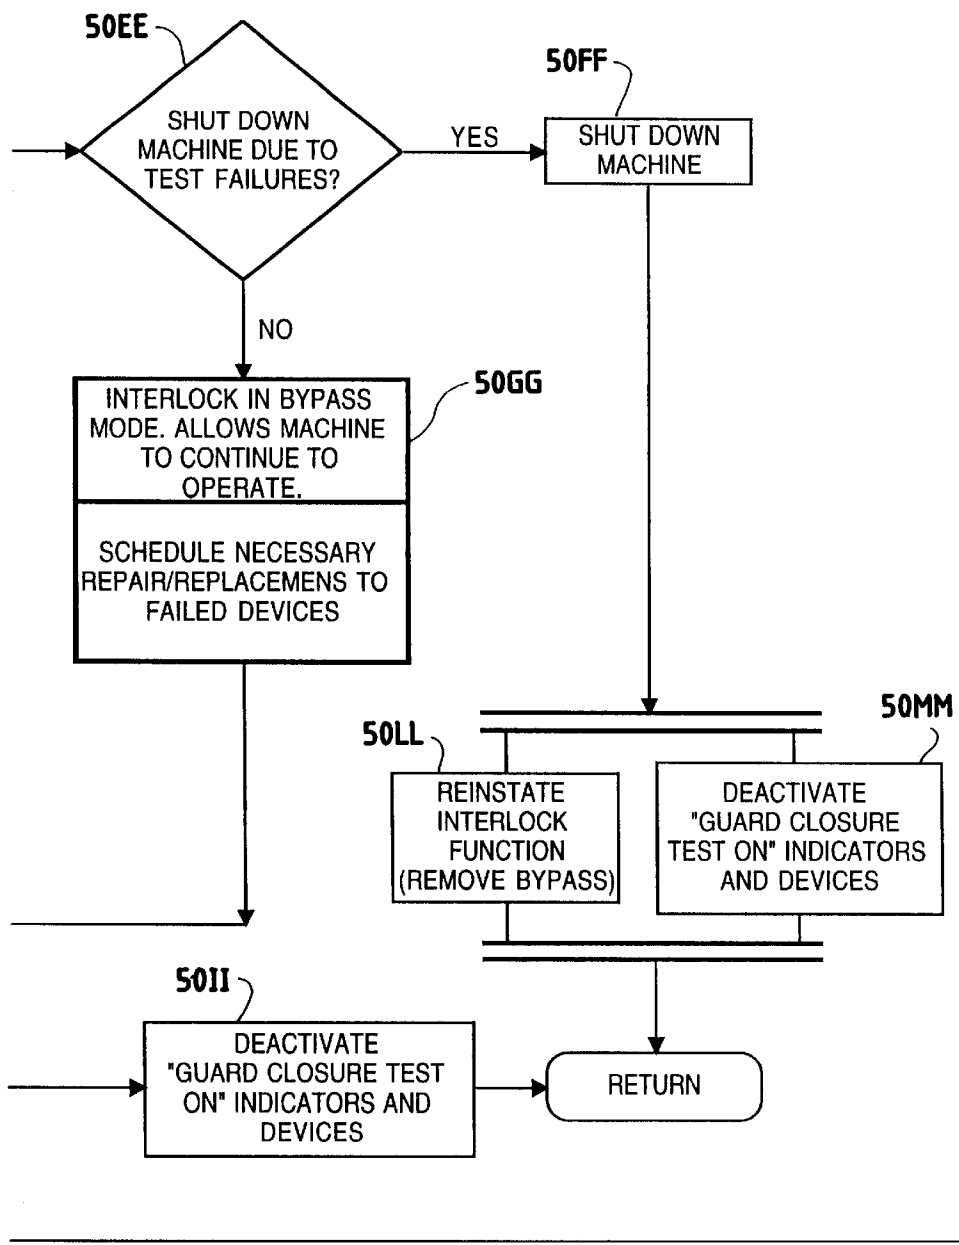 50EE
50FF
SHUT DOWN
MACHINE DUE TO
TEST FAILURES?
YES
SHUT DOWN
MACHINE
NO
50GG
INTERLOCK IN BYPASS
MODE. ALLOWS MACHINE
TO CONTINUE TO
OPERATE.
SCHEDULE NECESSARY
REPAIR/REPLACEMENS TO
FAILED DEVICES
50LL
50MM
REINSTATE
INTERLOCK
FUNCTION
(REMOVE BYPASS)
DEACTIVATE
"GUARD CLOSURE
TEST ON" INDICATORS
AND DEVICES
50II
DEACTIVATE
"GUARD CLOSURE TEST
ON" INDICATORS AND
DEVICES
RETURN